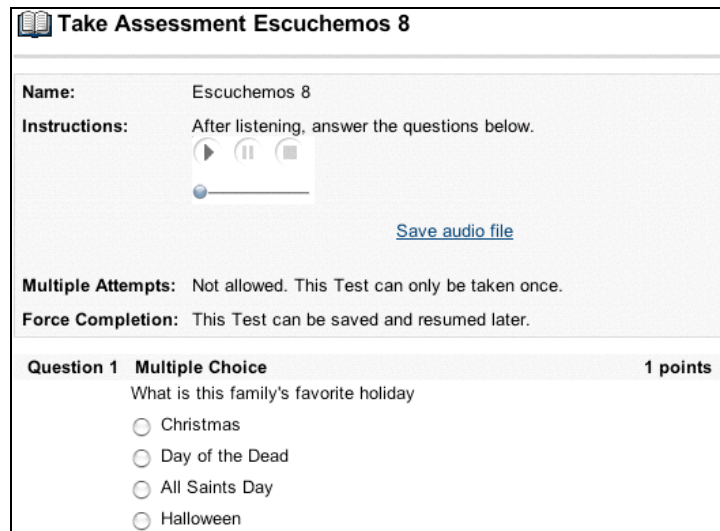 Take Assessment Escuchemos 8
Name: Escuchemos 8
Instructions: After listening, answer the questions below.
Save audio file
Multiple Attempts: Not allowed. This Test can only be taken once.
Force Completion: This Test can be saved and resumed later.
Question 1 Multiple Choice 1 points
What is this family's favorite holiday
Christmas
Day of the Dead
All Saints Day
Halloween